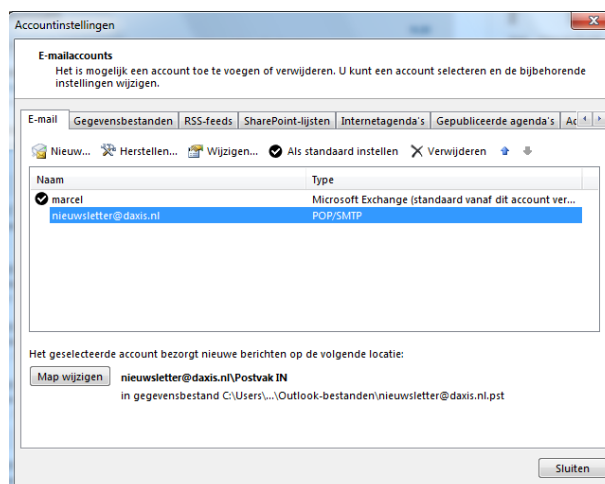 Accountinstellingen
E-mailaccounts
Het is mogelijk een account toe te voegen of verwijderen. U kunt een account selecteren en de bijbehorende
instellingen wijzigen.
E-mail Gegevensbestanden RSS-feeds SharePoint-lijsten Internetagenda's Gepubliceerde agenda's
Nieuw... Herstellen... Wijzigen... Als standaard instellen Verwijderen
Naam Type
marcel Microsoft Exchange (standaard vanaf dit account ver...
nieuwsletter@daxis.nl POP/SMTP
Het geselecteerde account bezorgt nieuwe berichten op de volgende locatie:
Map wijzigen nieuwsletter@daxis.nl\Postvak IN
in gegevensbestand C:\Users\...\Outlook-bestanden\nieuwsletter@daxis.nl.pst
Sluiten